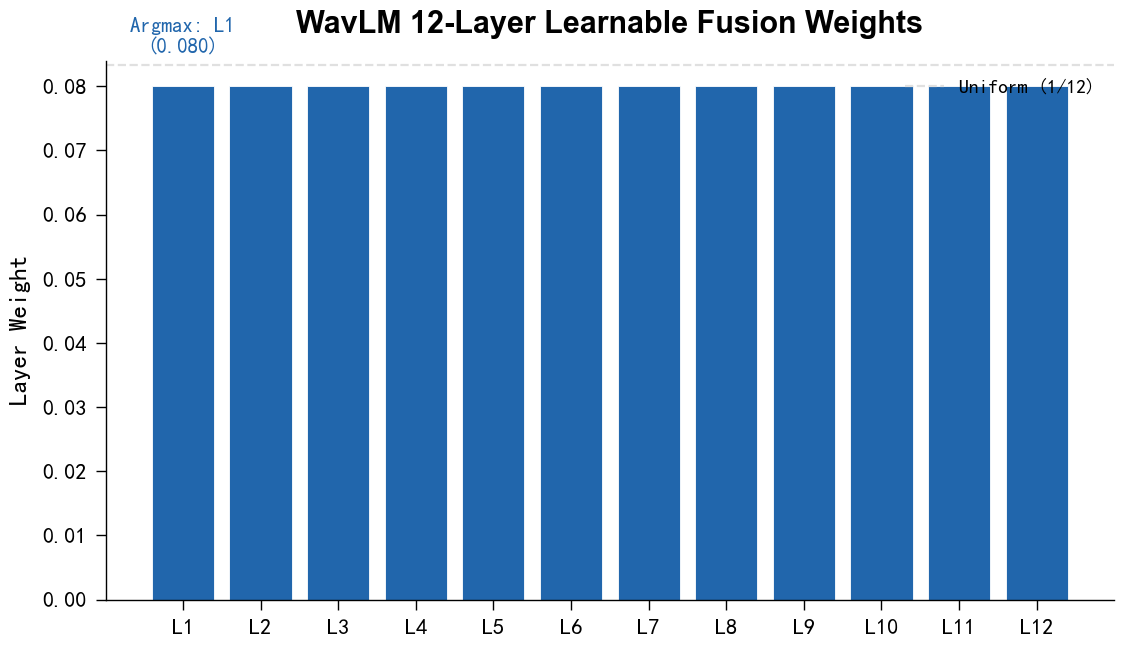 WavLM 12-Layer Learnable Fusion Weights
Argmax: L1
(0.080)
Uniform (1/12)
Layer Weight
0.08
0.07
0.06
0.05
0.04
0.03
0.02
0.01
0.00
L1 L2 L3 L4 L5 L6 L7 L8 L9 L10 L11 L12